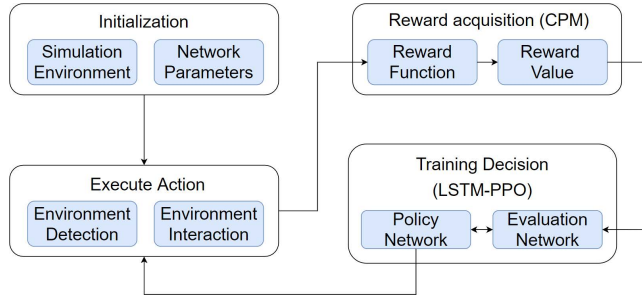 Initialization
Simulation
Environment
Network
Parameters
Reward acquisition (CPM)
Reward
Function
Reward
Value
Execute Action
Environment
Detection
Environment
Interaction
Training Decision
(LSTM-PPO)
Policy
Network
Evaluation
Network